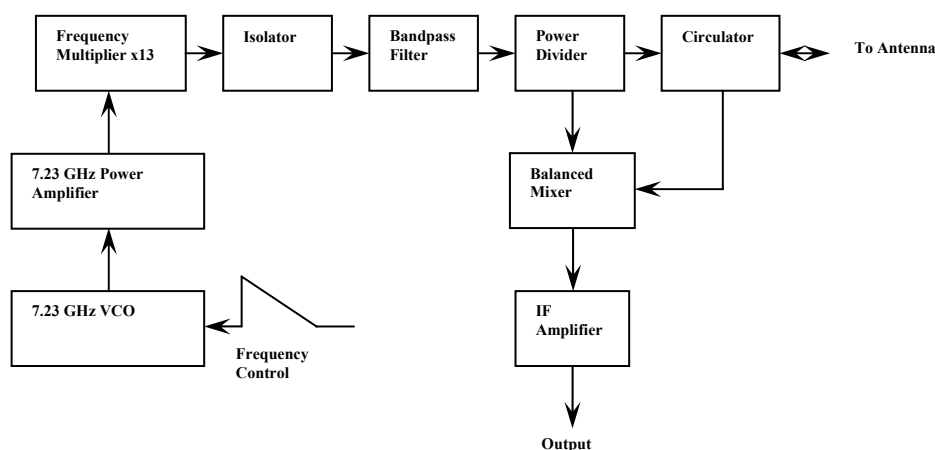 Frequency
Multiplier x13
Isolator
Bandpass
Filter
Power
Divider
Circulator
To Antenna
7.23 GHz Power
Amplifier
Balanced
Mixer
7.23 GHz VCO
Frequency
Control
IF
Amplifier
Output